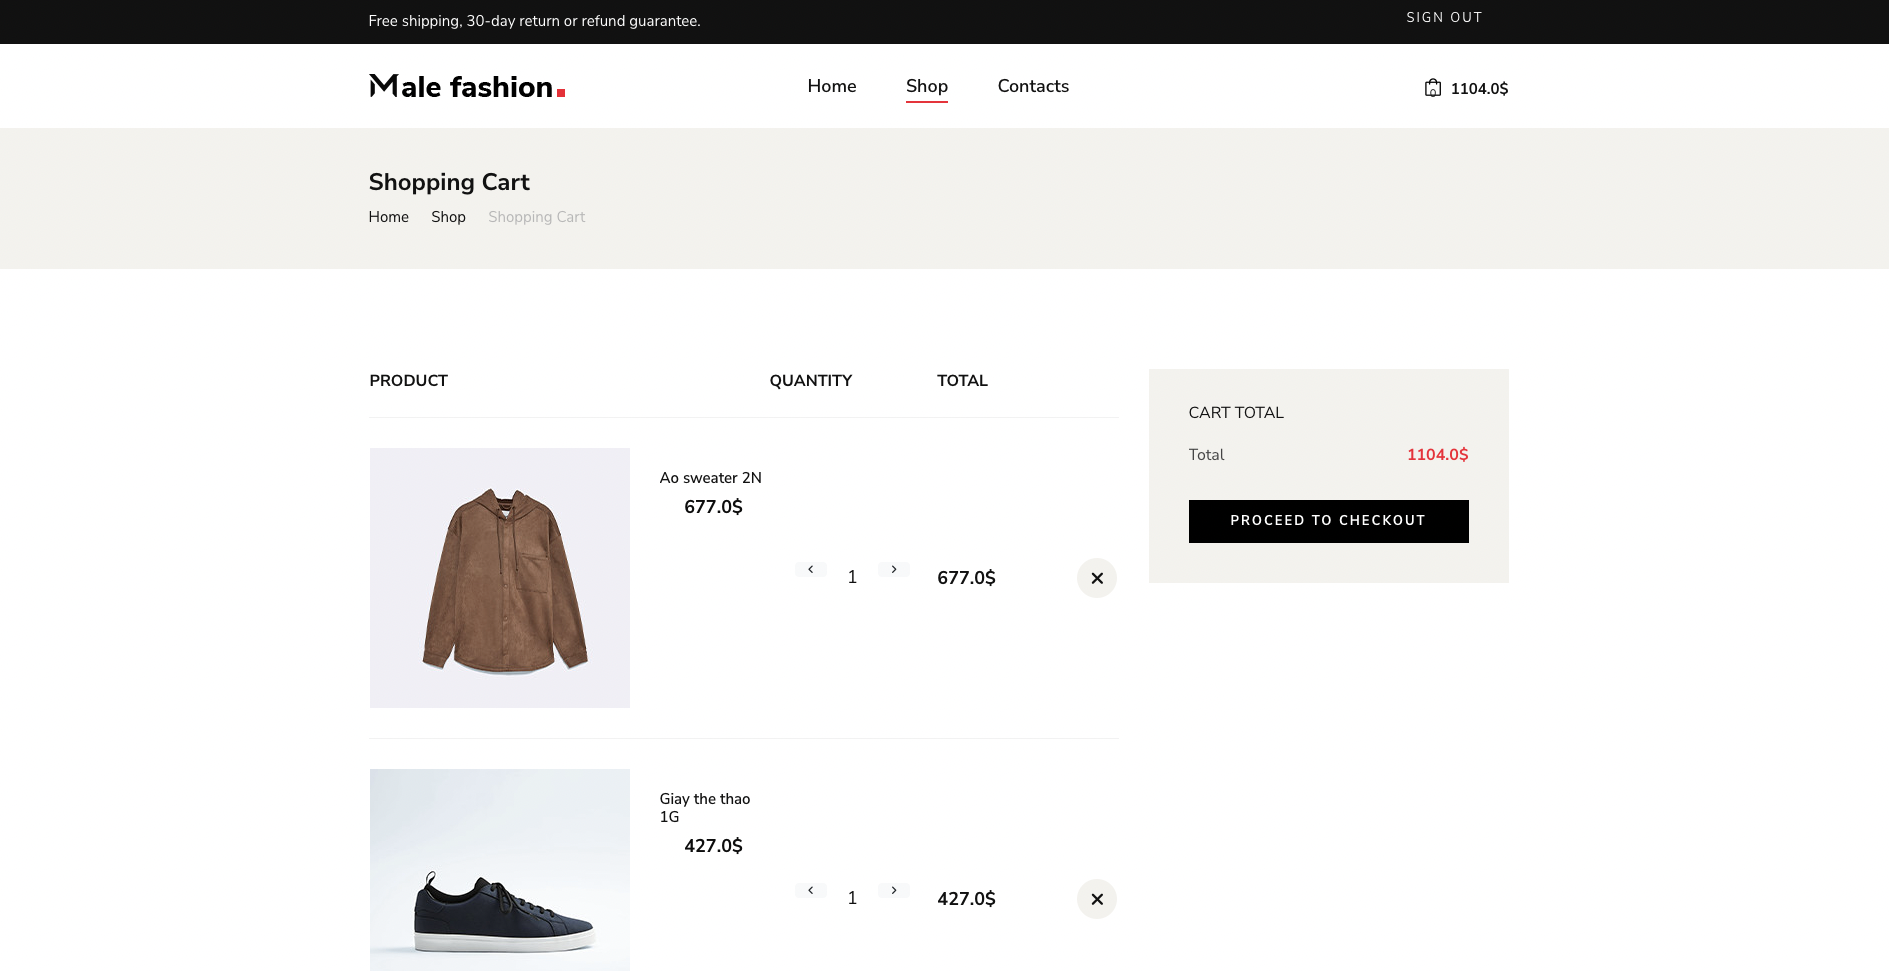 Free shipping, 30-day return or refund guarantee.
SIGN OUT
Male fashion.
Home
Shop
Contacts
0
1104.0$
Shopping Cart
Home
Shop
Shopping Cart
PRODUCT
QUANTITY
TOTAL
Ao sweater 2N
677.0$
<
1
>
677.0$
CART TOTAL
Total
1104.0$
PROCEED TO CHECKOUT
Giay the thao
1G
427.0$
<
1
>
427.0$